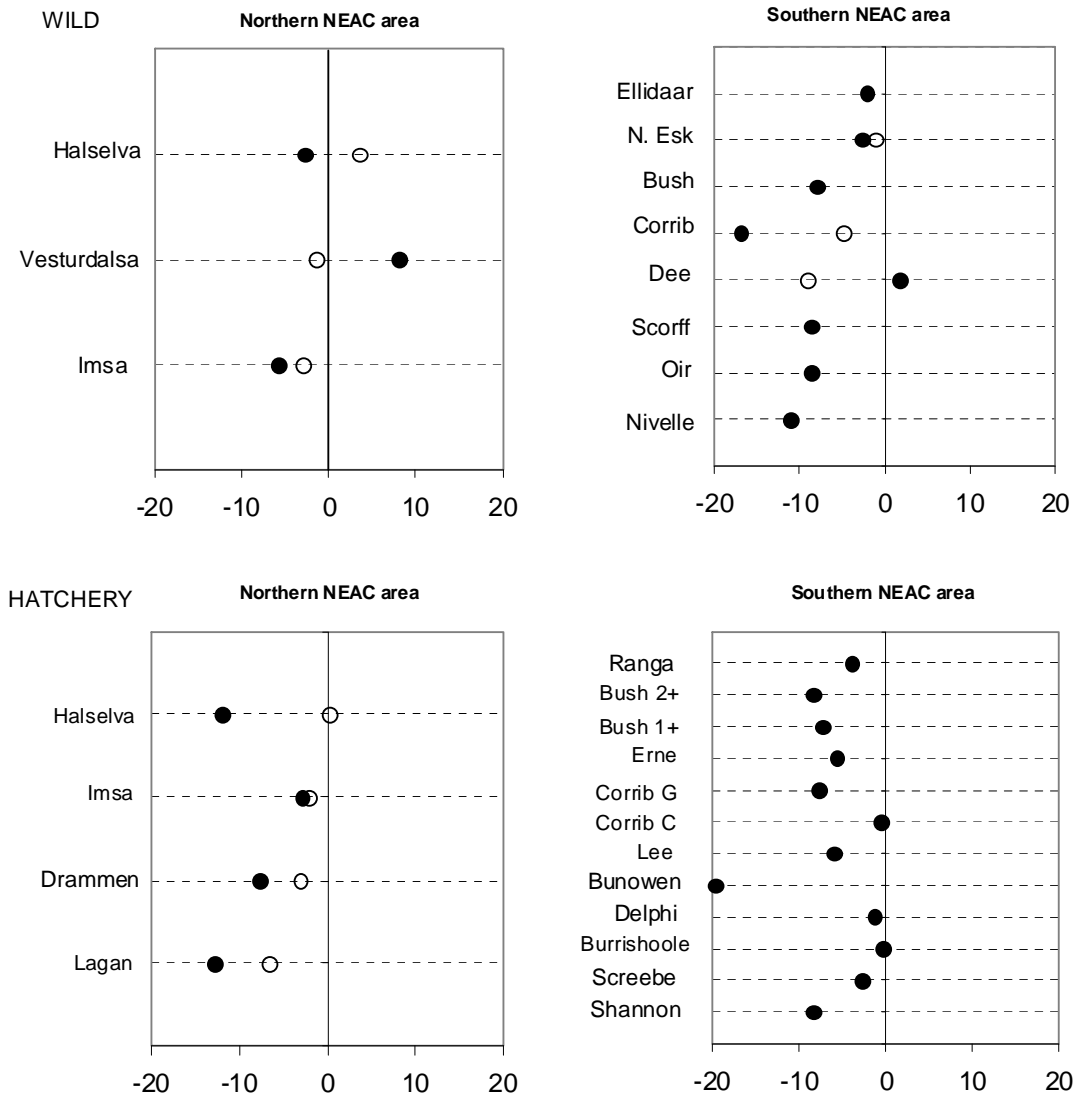 WILD
Northern NEAC area
Halselva
Vesturdalsa
Imsa
-20 -10 0 10 20
Southern NEAC area
Ellidaar
N. Esk
Bush
Corrib
Dee
Scorff
Oir
Nivelle
-20 -10 0 10 20
HATCHERY
Northern NEAC area
Halselva
Imsa
Drammen
Lagan
-20 -10 0 10 20
Southern NEAC area
Ranga
Bush 2+
Bush 1+
Erne
Corrib G
Corrib C
Lee
Bunowen
Delphi
Burrishoole
Screebe
Shannon
-20 -10 0 10 20